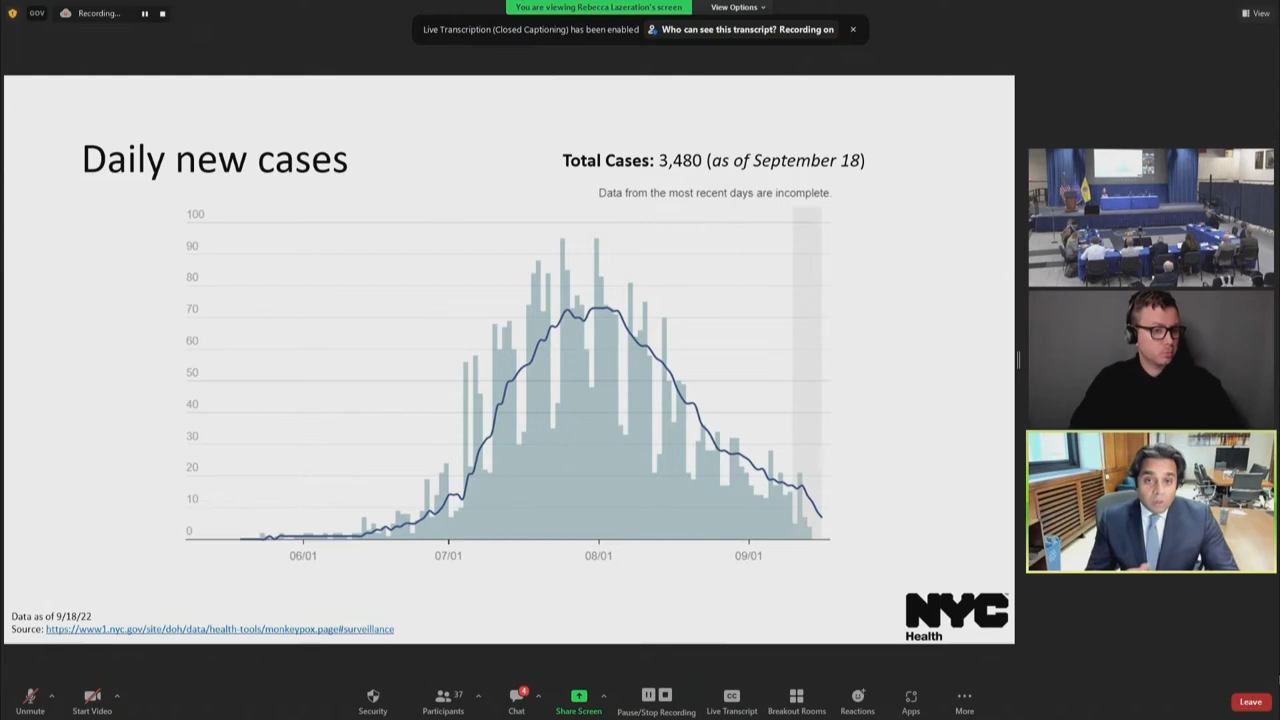 GOV
Recording...
You are viewing Rebecca Lazeration's screen
View Options
View
Live Transcription (Closed Captioning) has been enabled
Who can see this transcript? Recording on
Daily new cases
Total Cases: 3,480 (as of September 18)
Data from the most recent days are incomplete.
100
90
80
70
60
50
40
30
20
10
0
06/01
07/01
08/01
09/01
NYC
Health
Data as of 9/18/22
Source: https://www1.nyc.gov/site/doh/data/health-tools/monkeypox.page#surveillance
Unmute
Start Video
Security
37
Participants
4
Chat
Share Screen
Pause/Stop Recording
CC
Live Transcript
Breakout Rooms
Reactions
Apps
More
Leave